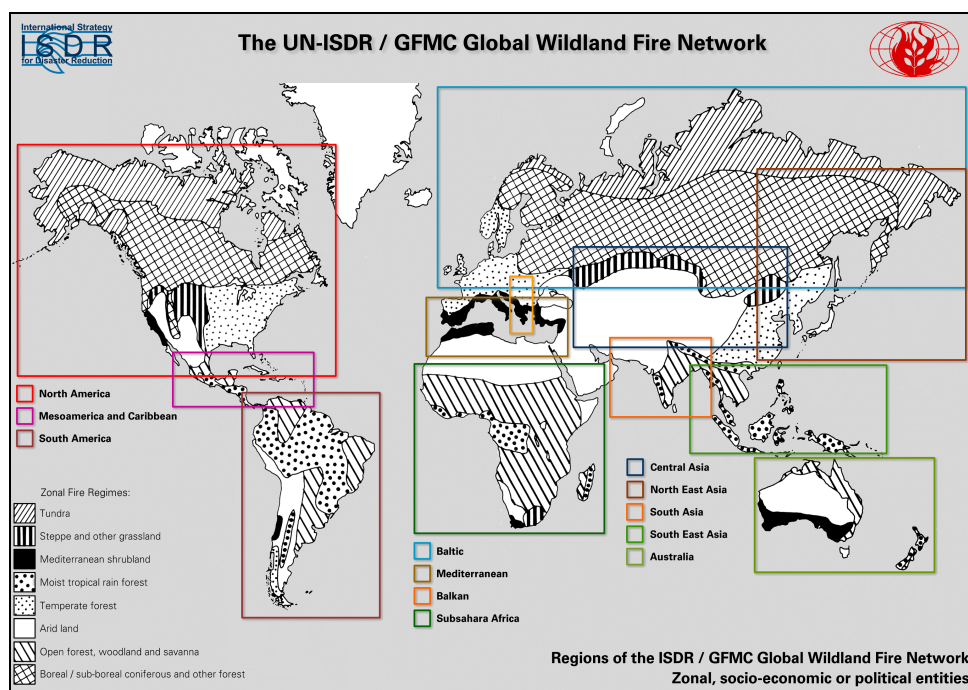 International Strategy
ISDR
for Disaster Reduction
The UN-ISDR / GFMC Global Wildland Fire Network
North America
Mesoamerica and Caribbean
South America
Zonal Fire Regimes:
Tundra
Steppe and other grassland
Mediterranean shrubland
Moist tropical rain forest
Temperate forest
Arid land
Open forest, woodland and savanna
Boreal / sub-boreal coniferous and other forest
Baltic
Mediterranean
Balkan
Subsahara Africa
Central Asia
North East Asia
South Asia
South East Asia
Australia
Regions of the ISDR / GFMC Global Wildland Fire Network
Zonal, socio-economic or political entities